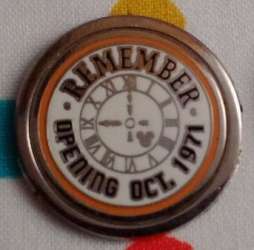 • REMEMBER •
OPENING OCT. 1971